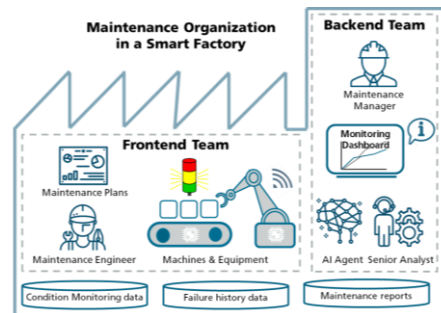 Maintenance Organization
in a Smart Factory
Backend Team
Maintenance
Manager
Monitoring
Dashboard
i
Frontend Team
Maintenance Plans
Maintenance Engineer
Machines & Equipment
AI Agent
Senior Analyst
Condition Monitoring data
Failure history data
Maintenance reports